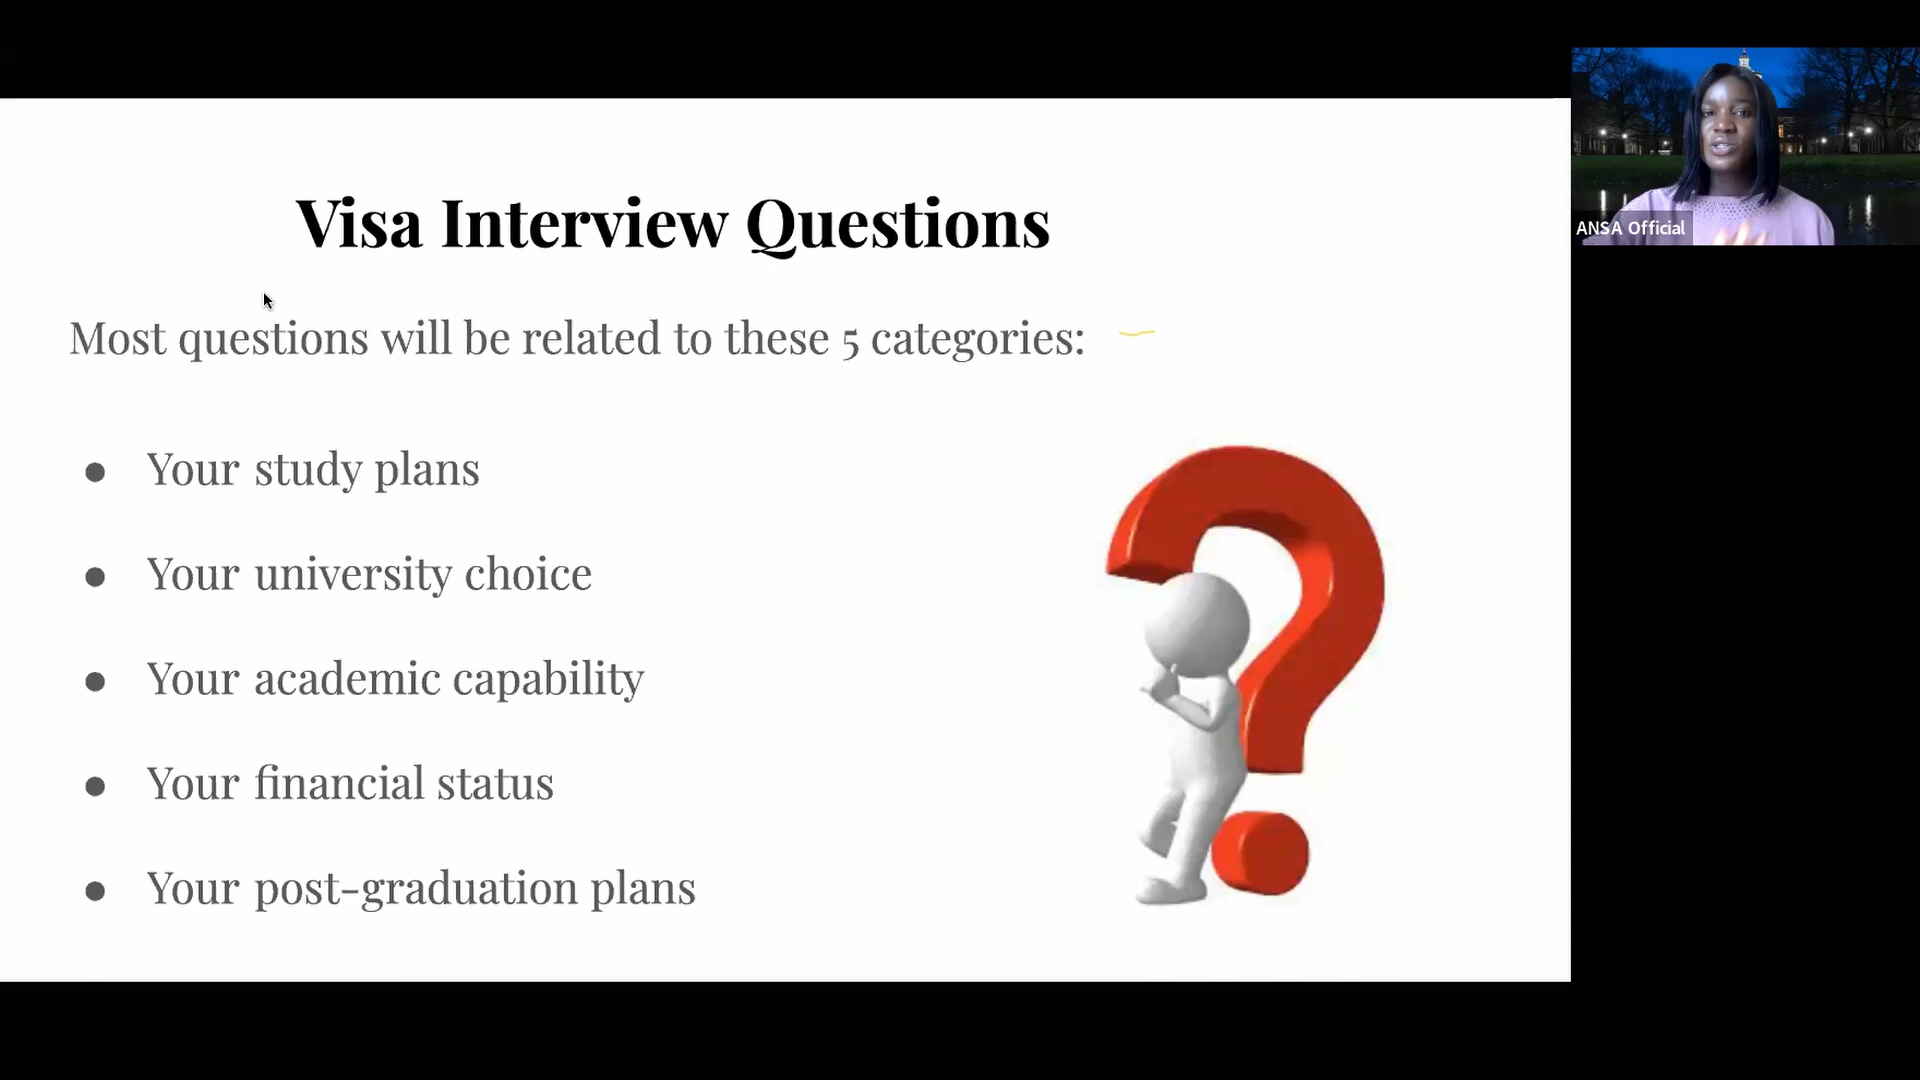 Visa Interview Questions
Most questions will be related to these 5 categories:
● Your study plans
● Your university choice
● Your academic capability
● Your financial status
● Your post-graduation plans
ANSA Official